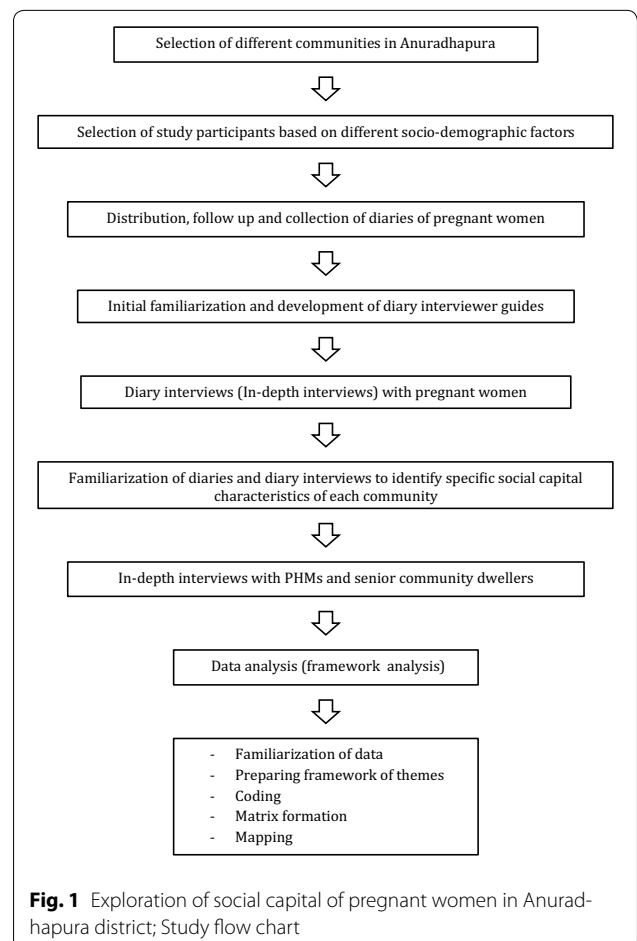 Selection of different communities in Anuradhapura
Selection of study participants based on different socio-demographic factors
Distribution, follow up and collection of diaries of pregnant women
Initial familiarization and development of diary interviewer guides
Diary interviews (In-depth interviews) with pregnant women
Familiarization of diaries and diary interviews to identify specific social capital
characteristics of each community
In-depth interviews with PHMs and senior community dwellers
Data analysis (framework analysis)
- Familiarization of data
- Preparing framework of themes
- Coding
- Matrix formation
- Mapping
Fig. 1 Exploration of social capital of pregnant women in Anurad-
hapura district; Study flow chart